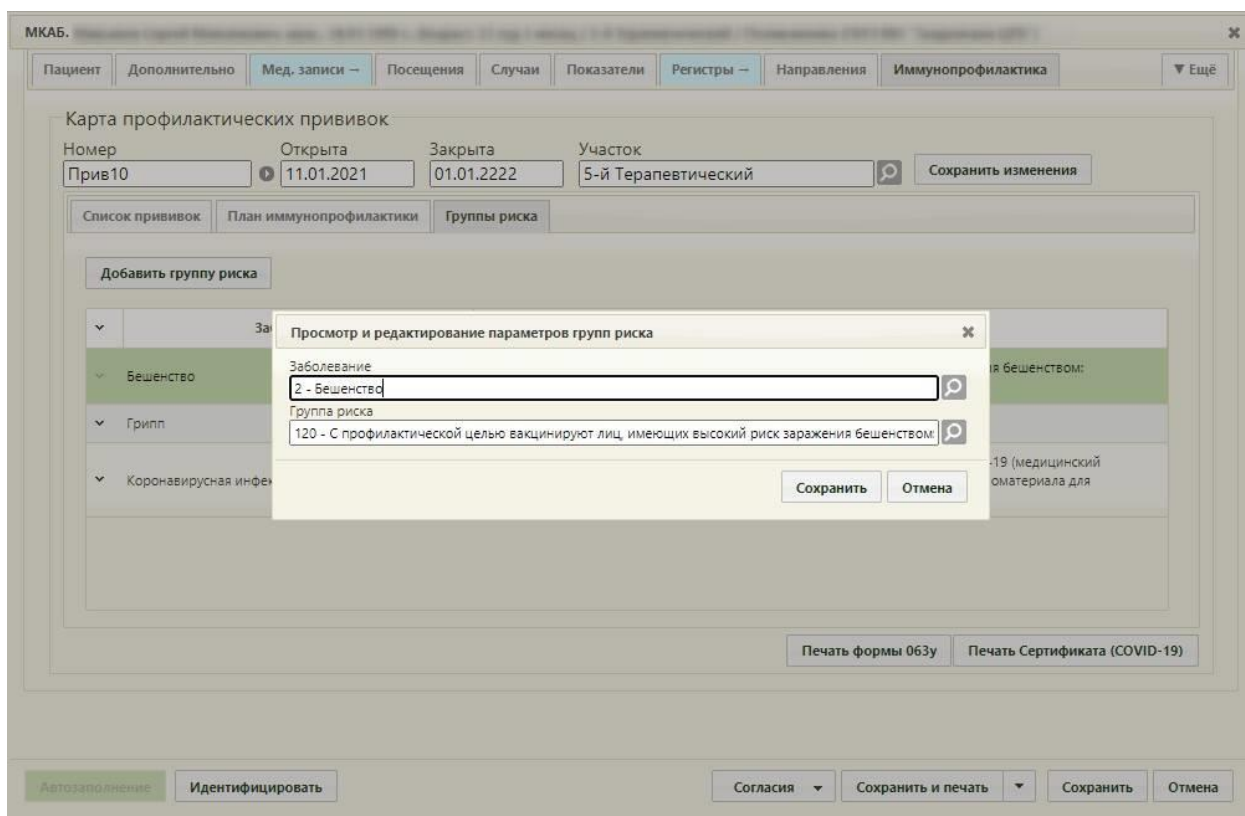 МКАБ.
Пациент Дополнительно Мед. записи – Посещения Случаи Показатели Регистры – Направления Иммунопрофилактика ▼ Ещё
Карта профилактических прививок
Номер Открыта Закрыта Участок
Прив10 11.01.2021 01.01.2222 5-й Терапевтический Сохранить изменения
Список прививок План иммунопрофилактики Группы риска
Добавить группу риска
Просмотр и редактирование параметров групп риска
Заболевание
2 - Бешенство
Группа риска
120 - С профилактической целью вакцинируют лиц, имеющих высокий риск заражения бешенством:
Сохранить Отмена
Бешенство бешенством:
Грипп
Коронавирусная -19 (медицинский
для
Печать формы 063у Печать Сертификата (COVID-19)
Автозаполнение Идентифицировать Согласия Сохранить и печать Сохранить Отмена